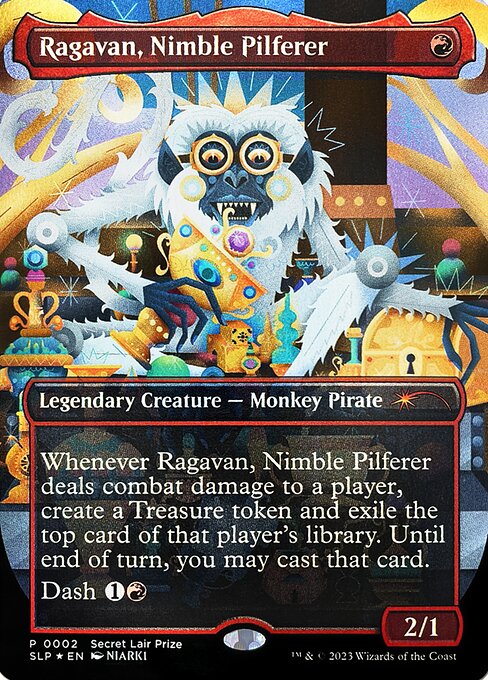 Ragavan, Nimble Pilferer
Legendary Creature — Monkey Pirate
Whenever Ragavan, Nimble Pilferer
deals combat damage to a player,
create a Treasure token and exile the
top card of that player's library. Until
end of turn, you may cast that card.
Dash 1
2/1
P 0002 Secret Lair Prize
SLP ★ EN NIARKI
™ & © 2023 Wizards of the Coast